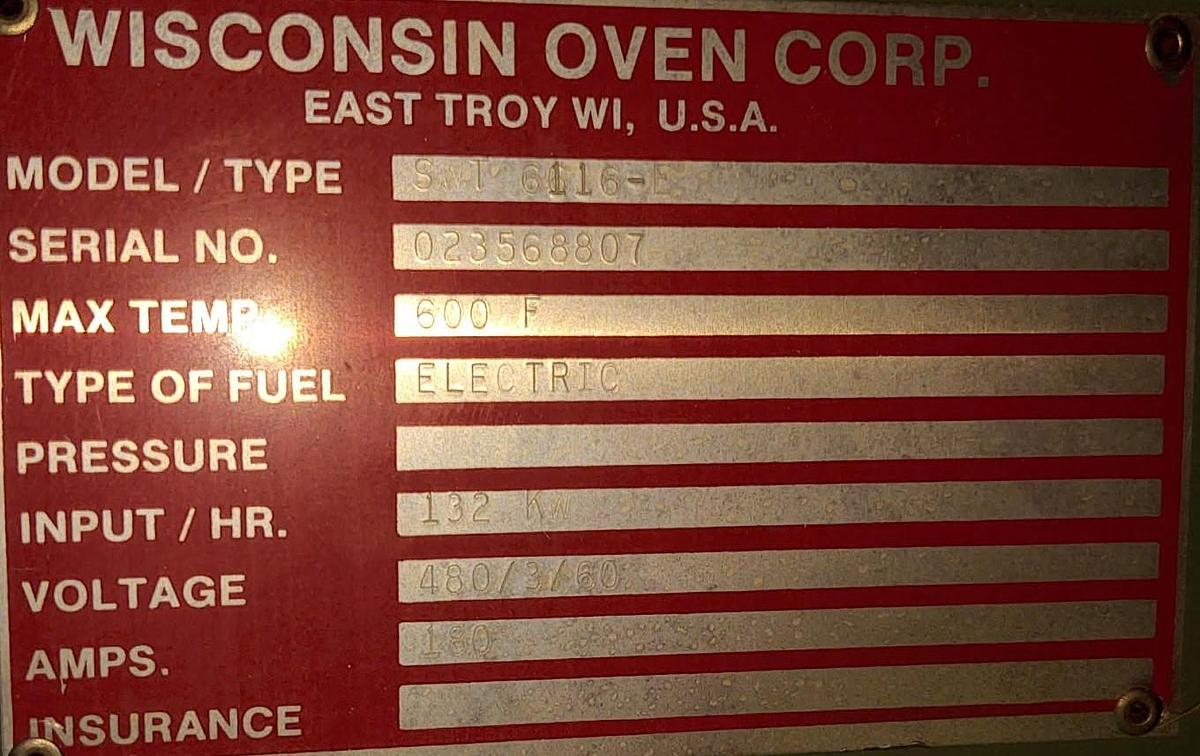 WISCONSIN OVEN CORP.
EAST TROY WI, U.S.A.
MODEL / TYPE SWT 6116-E
SERIAL NO. 023568807
MAX TEMP. 600 F
TYPE OF FUEL ELECTRIC
PRESSURE
INPUT / HR. 132 KW
VOLTAGE 480/3/60
AMPS. 180
INSURANCE